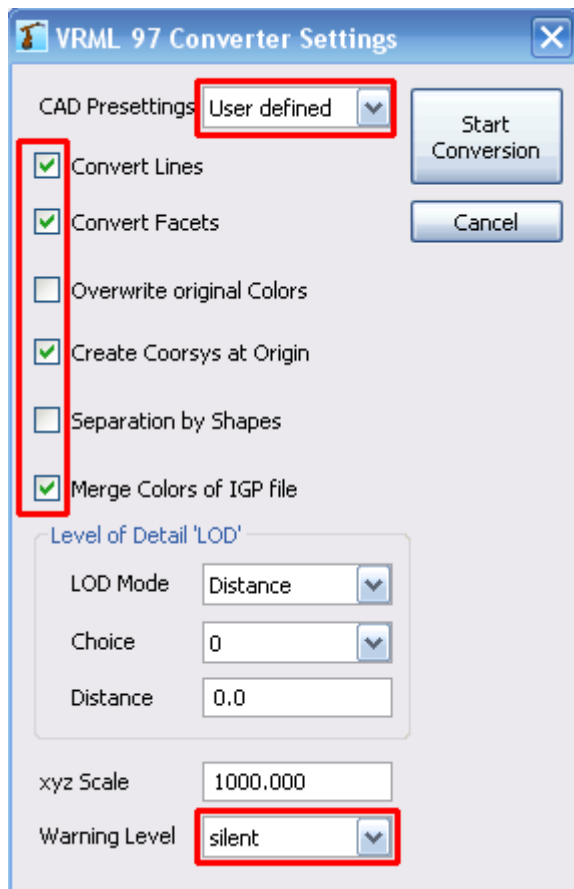 VRML 97 Converter Settings
CAD Presettings User defined
Start
Conversion
Convert Lines
Convert Facets
Cancel
Overwrite original Colors
Create Coorsys at Origin
Separation by Shapes
Merge Colors of IGP file
Level of Detail 'LOD'
LOD Mode Distance
Choice 0
Distance 0.0
xyz Scale 1000.000
Warning Level silent